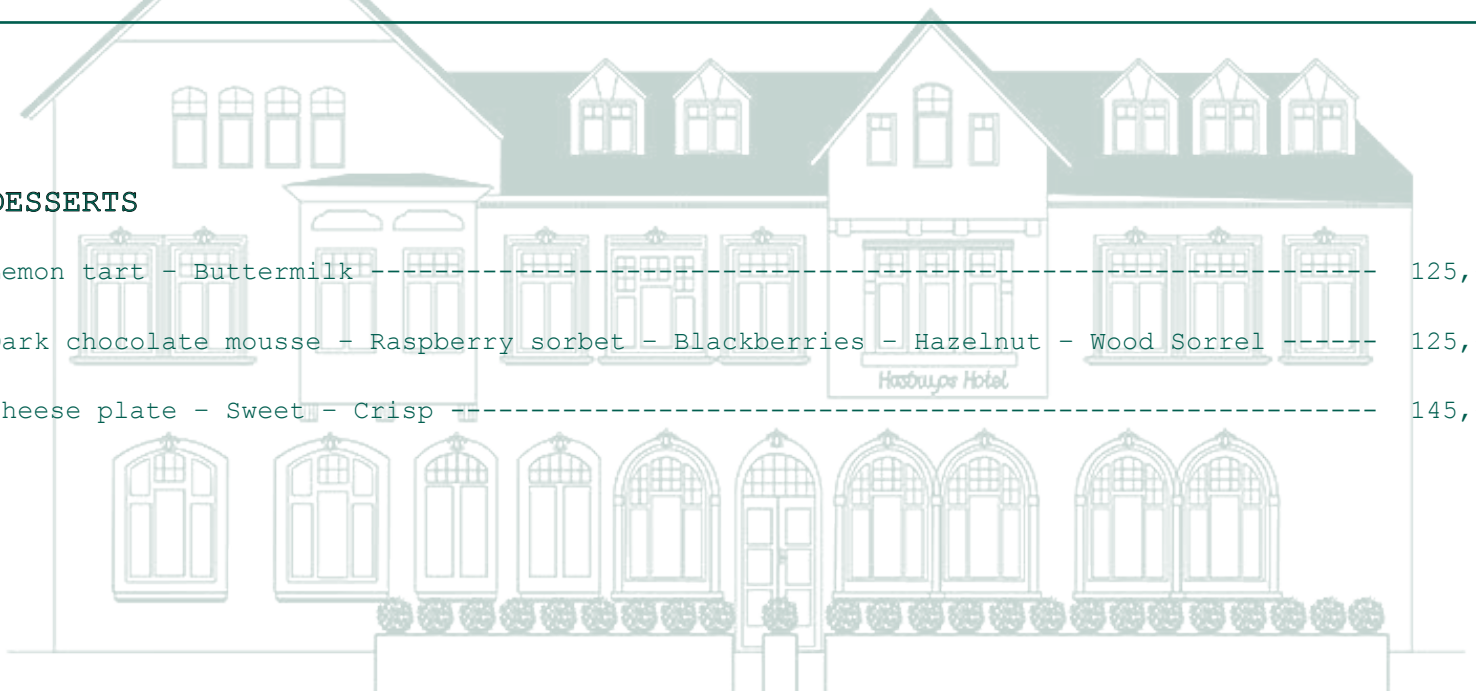 DESSERTS
emon tart – Buttermilk --------------------------------------------------------------- 125,
ark chocolate mousse – Raspberry sorbet – Blackberries – Hazelnut – Wood Sorrel ------ 125,
heese plate – Sweet – Crisp ---------------------------------------------------------- 145,
Hotel